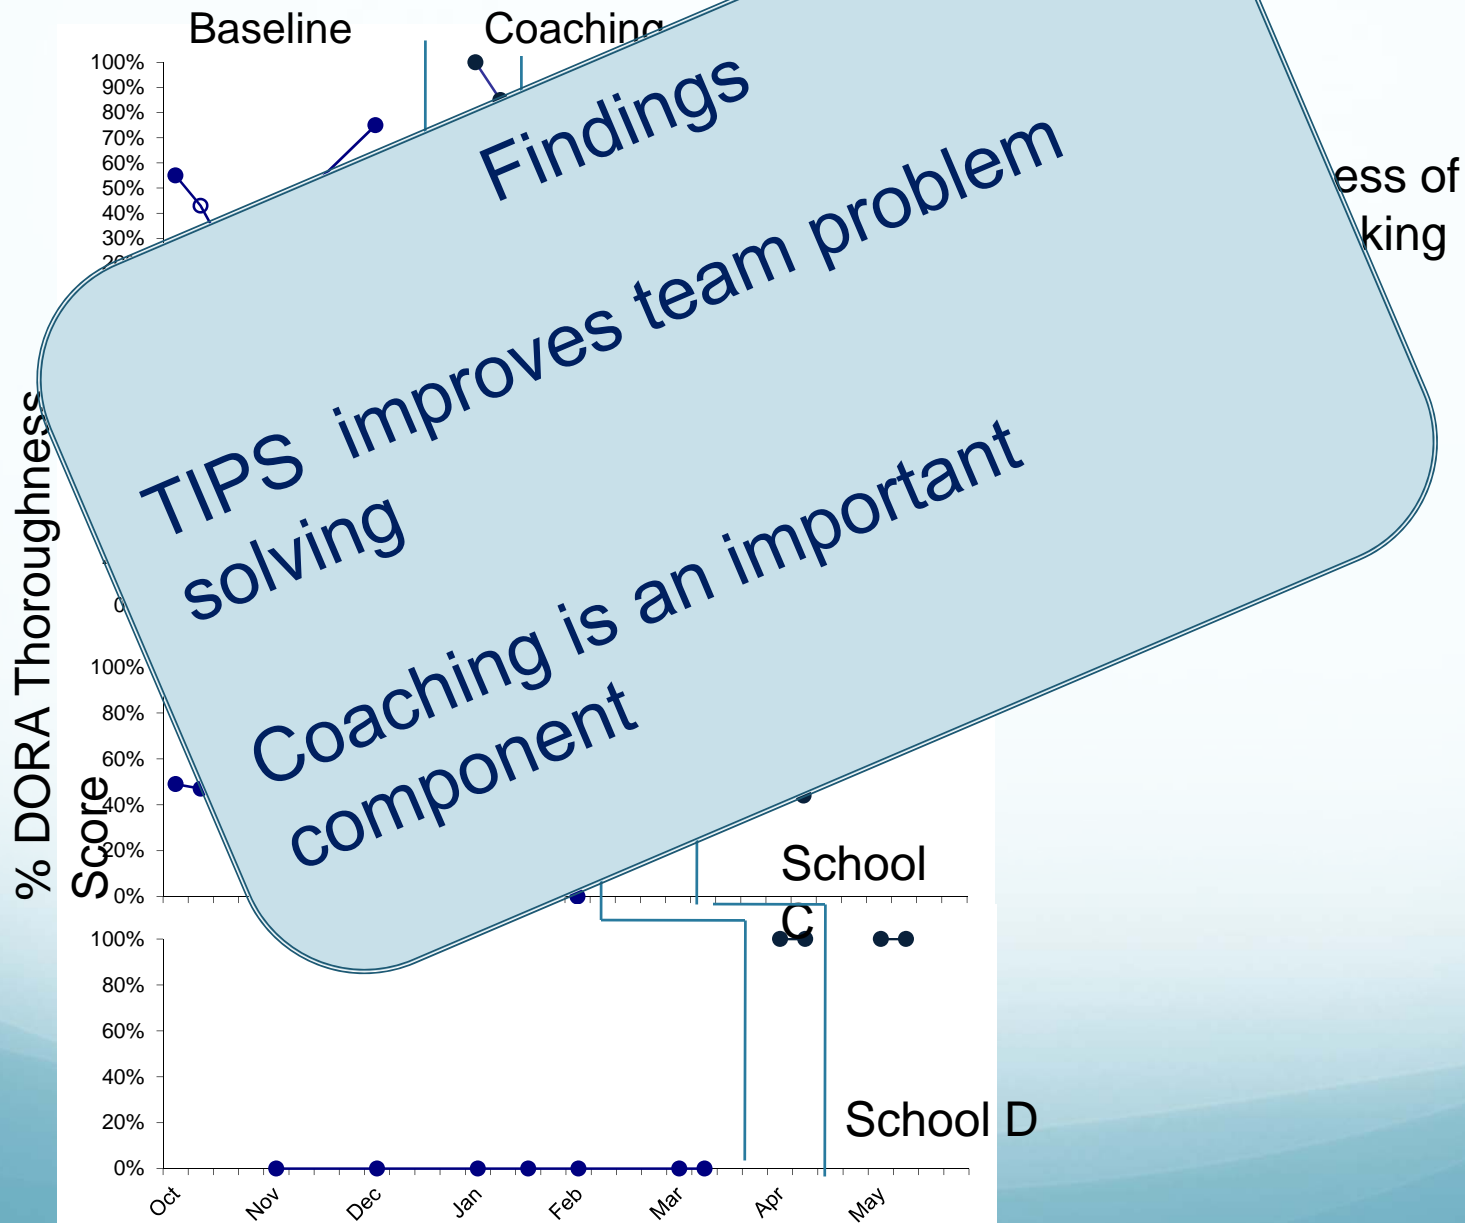 Baseline Coaching
100%
90%
80%
70%
60%
50%
40%
30%
ess of
king
Findings
TIPS improves team problem
solving
Coaching is an important
component
% DORA Thoroughness
Score
100%
80%
60%
40%
20%
0%
School
C
100%
80%
60%
40%
20%
0%
School D
Oct Nov Dec Jan Feb Mar Apr May